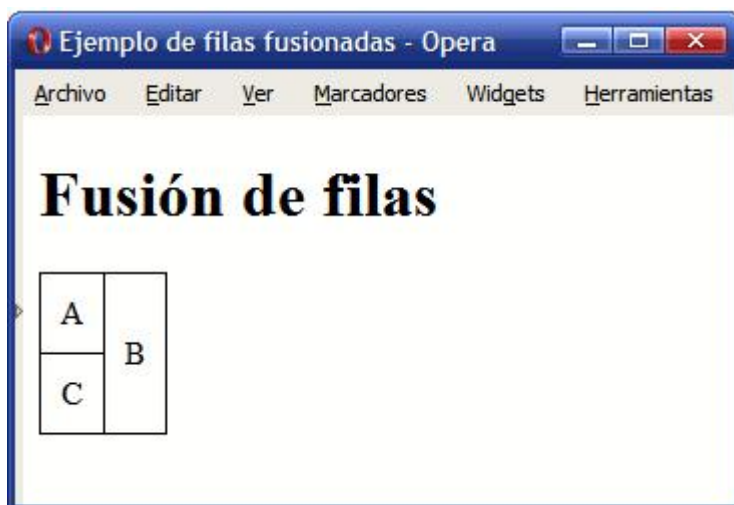 Ejemplo de filas fusionadas - Opera
Archivo Editar Ver Marcadores Widgets Herramientas
Fusión de filas
A
B
C